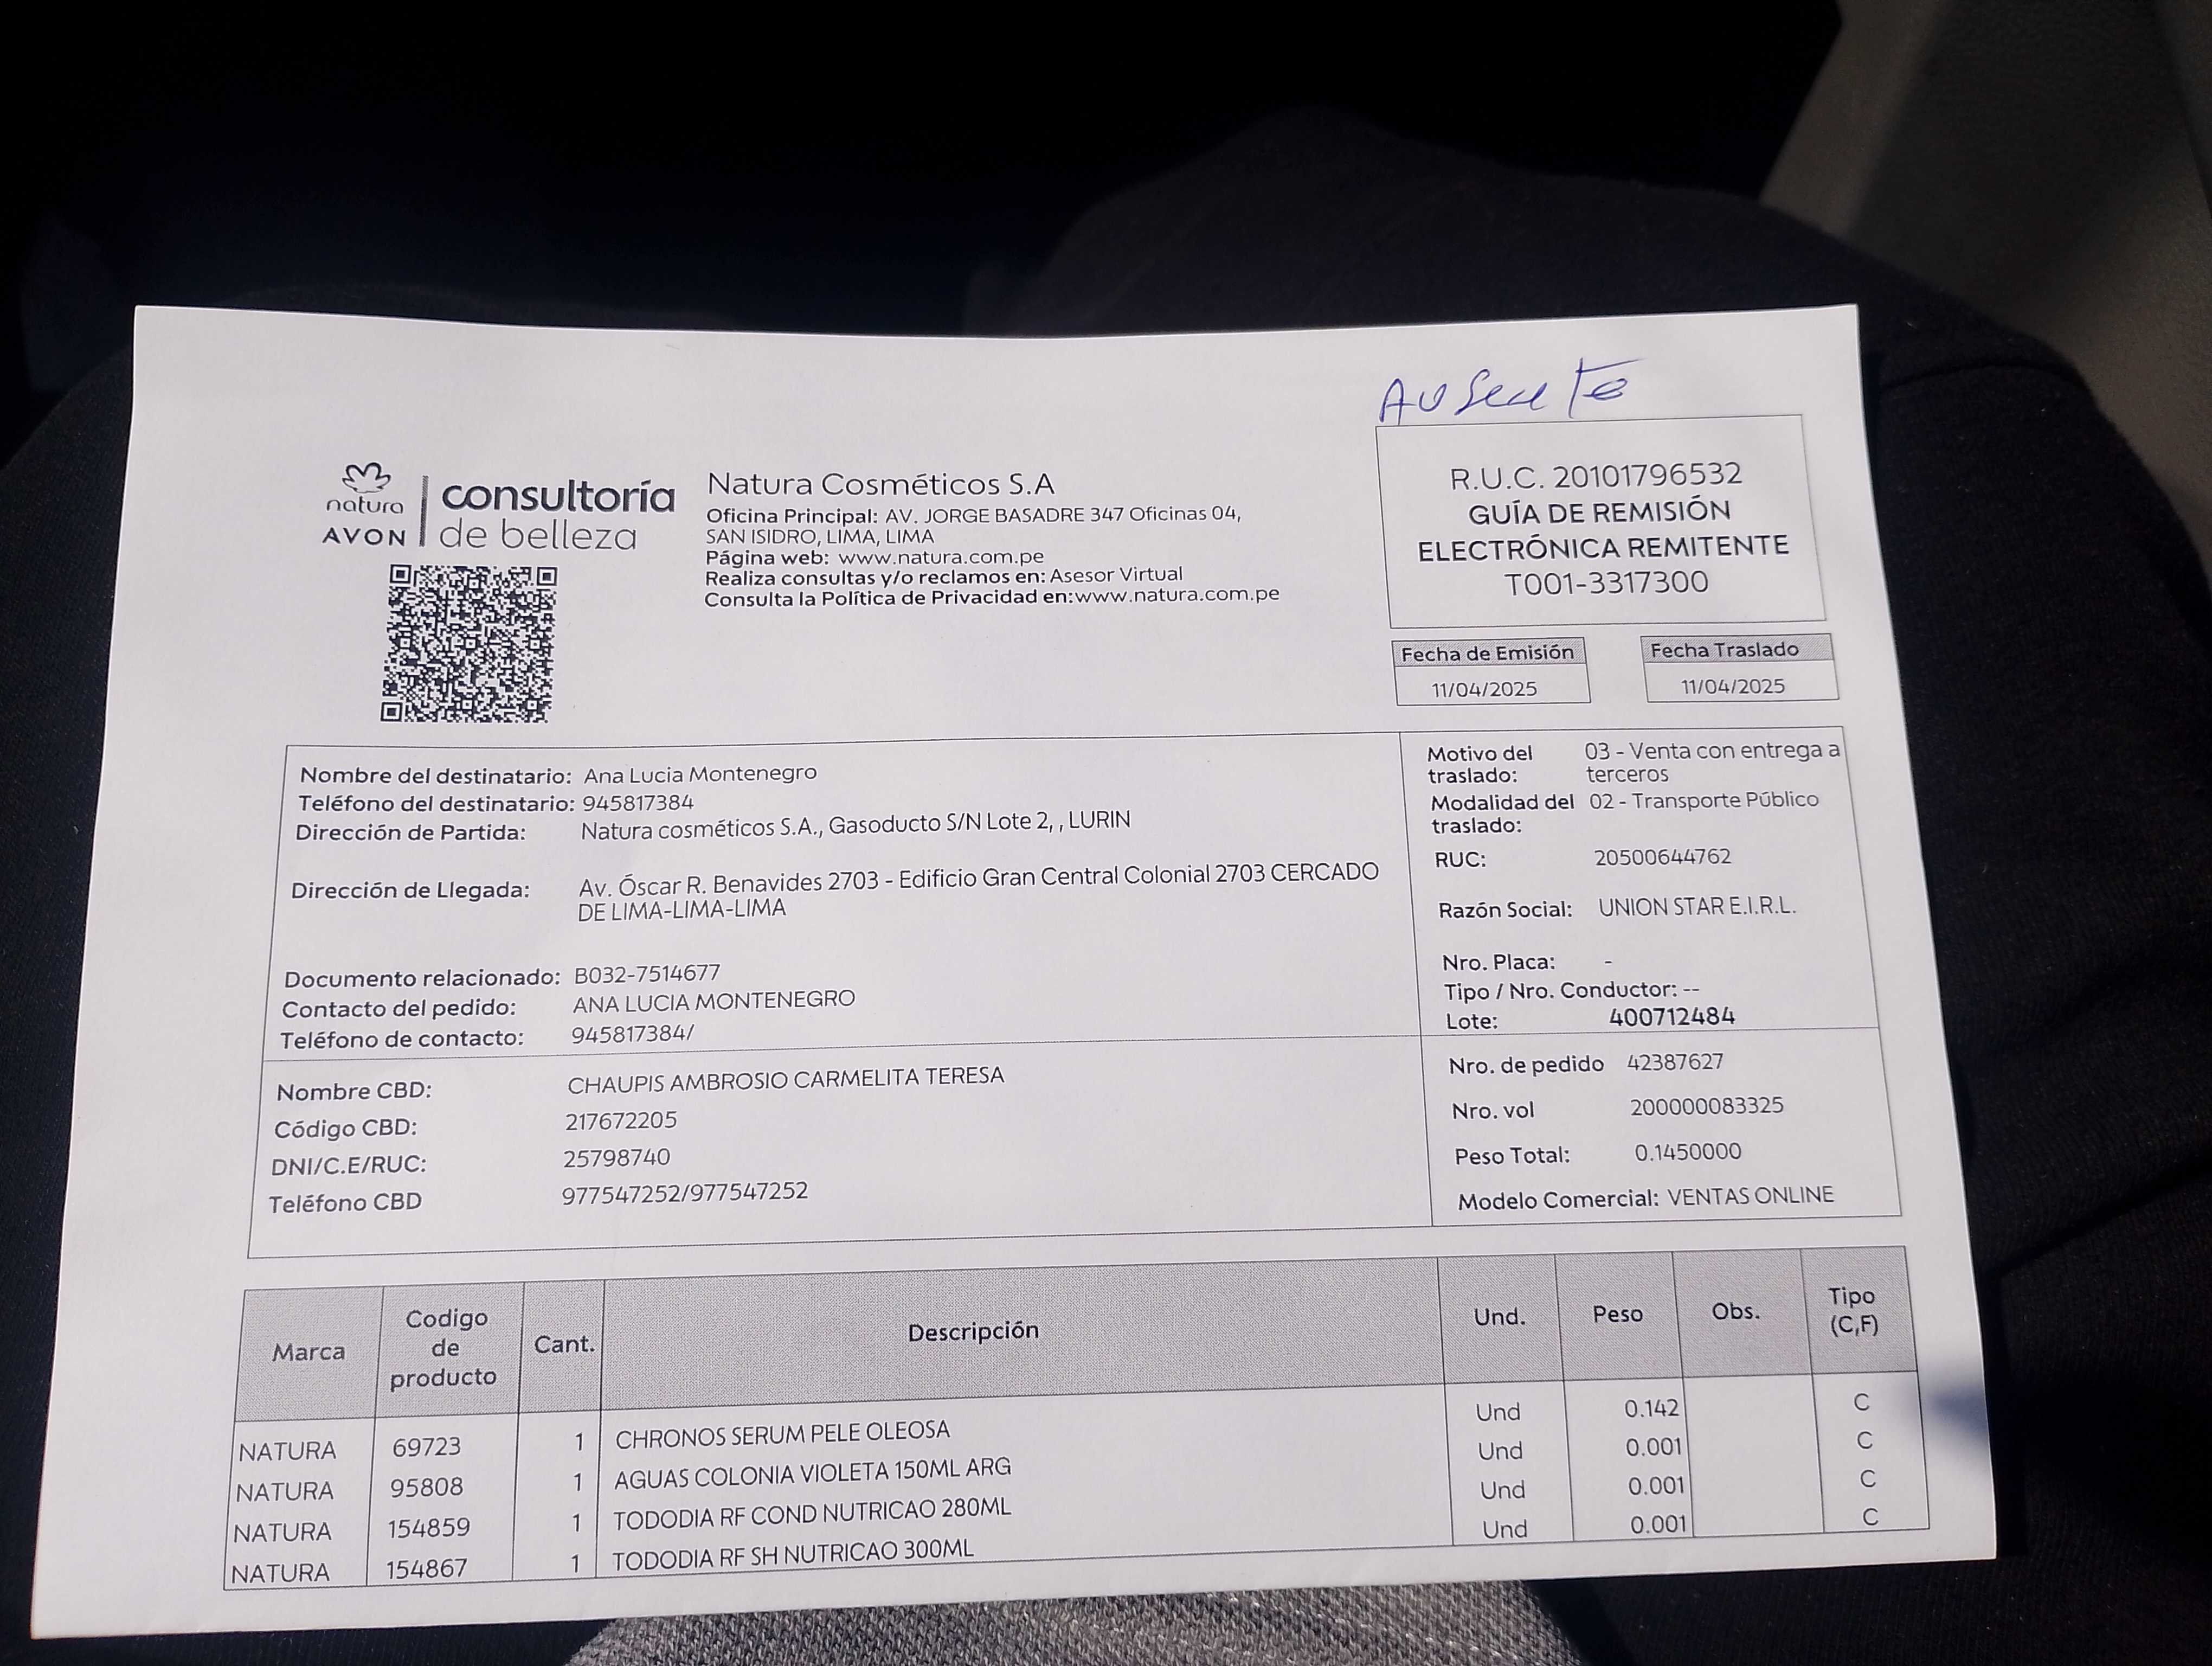 Ausente
natura
AVON
consultoría
de belleza
Natura Cosméticos S.A
Oficina Principal: AV. JORGE BASADRE 347 Oficinas 04,
SAN ISIDRO, LIMA, LIMA
Página web: www.natura.com.pe
Realiza consultas y/o reclamos en: Asesor Virtual
Consulta la Política de Privacidad en:www.natura.com.pe
R.U.C. 20101796532
GUÍA DE REMISIÓN
ELECTRÓNICA REMITENTE
T001-3317300
Fecha de Emisión
11/04/2025
Fecha Traslado
11/04/2025
Nombre del destinatario: Ana Lucia Montenegro
Teléfono del destinatario: 945817384
Dirección de Partida: Natura cosméticos S.A., Gasoducto S/N Lote 2, , LURIN
Dirección de Llegada: Av. Óscar R. Benavides 2703 - Edificio Gran Central Colonial 2703 CERCADO
DE LIMA-LIMA-LIMA
Documento relacionado: B032-7514677
Contacto del pedido: ANA LUCIA MONTENEGRO
Teléfono de contacto: 945817384/
Motivo del 03 - Venta con entrega a
traslado: terceros
Modalidad del 02 - Transporte Público
traslado:
RUC: 20500644762
Razón Social: UNION STAR E.I.R.L.
Nro. Placa: -
Tipo / Nro. Conductor: --
Lote: 400712484
Nombre CBD: CHAUPIS AMBROSIO CARMELITA TERESA
Código CBD: 217672205
DNI/C.E/RUC: 25798740
Teléfono CBD 977547252/977547252
Nro. de pedido 42387627
Nro. vol 200000083325
Peso Total: 0.1450000
Modelo Comercial: VENTAS ONLINE
Marca Codigo de producto Cant. Descripción Und. Peso Obs. Tipo (C,F)
NATURA 69723 1 CHRONOS SERUM PELE OLEOSA Und 0.142 C
NATURA 95808 1 AGUAS COLONIA VIOLETA 150ML ARG Und 0.001 C
NATURA 154859 1 TODODIA RF COND NUTRICAO 280ML Und 0.001 C
NATURA 154867 1 TODODIA RF SH NUTRICAO 300ML Und 0.001 C